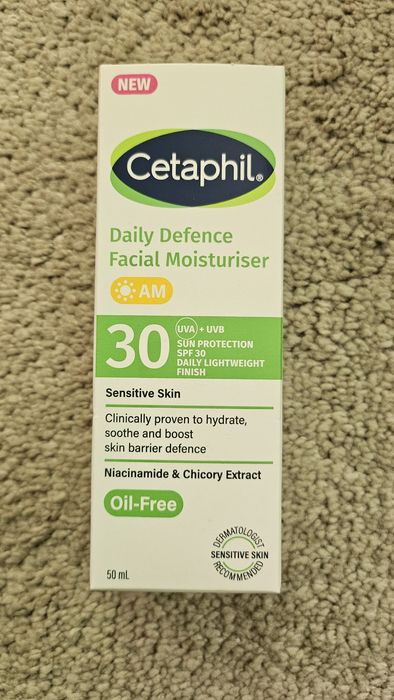 NEW
Cetaphil®
Daily Defence
Facial Moisturiser
AM
30
UVA + UVB
SUN PROTECTION
SPF 30
DAILY LIGHTWEIGHT
FINISH
Sensitive Skin
Clinically proven to hydrate,
soothe and boost
skin barrier defence
Niacinamide & Chicory Extract
Oil-Free
DERMATOLOGIST
SENSITIVE SKIN
RECOMMENDED
50 mL